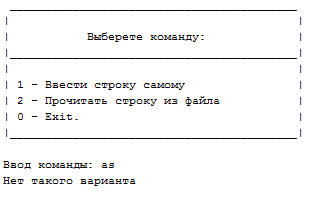 Выберете команду:
1 - Ввести строку самому
2 - Прочитать строку из файла
0 - Exit.
Ввод команды: as
Нет такого варианта